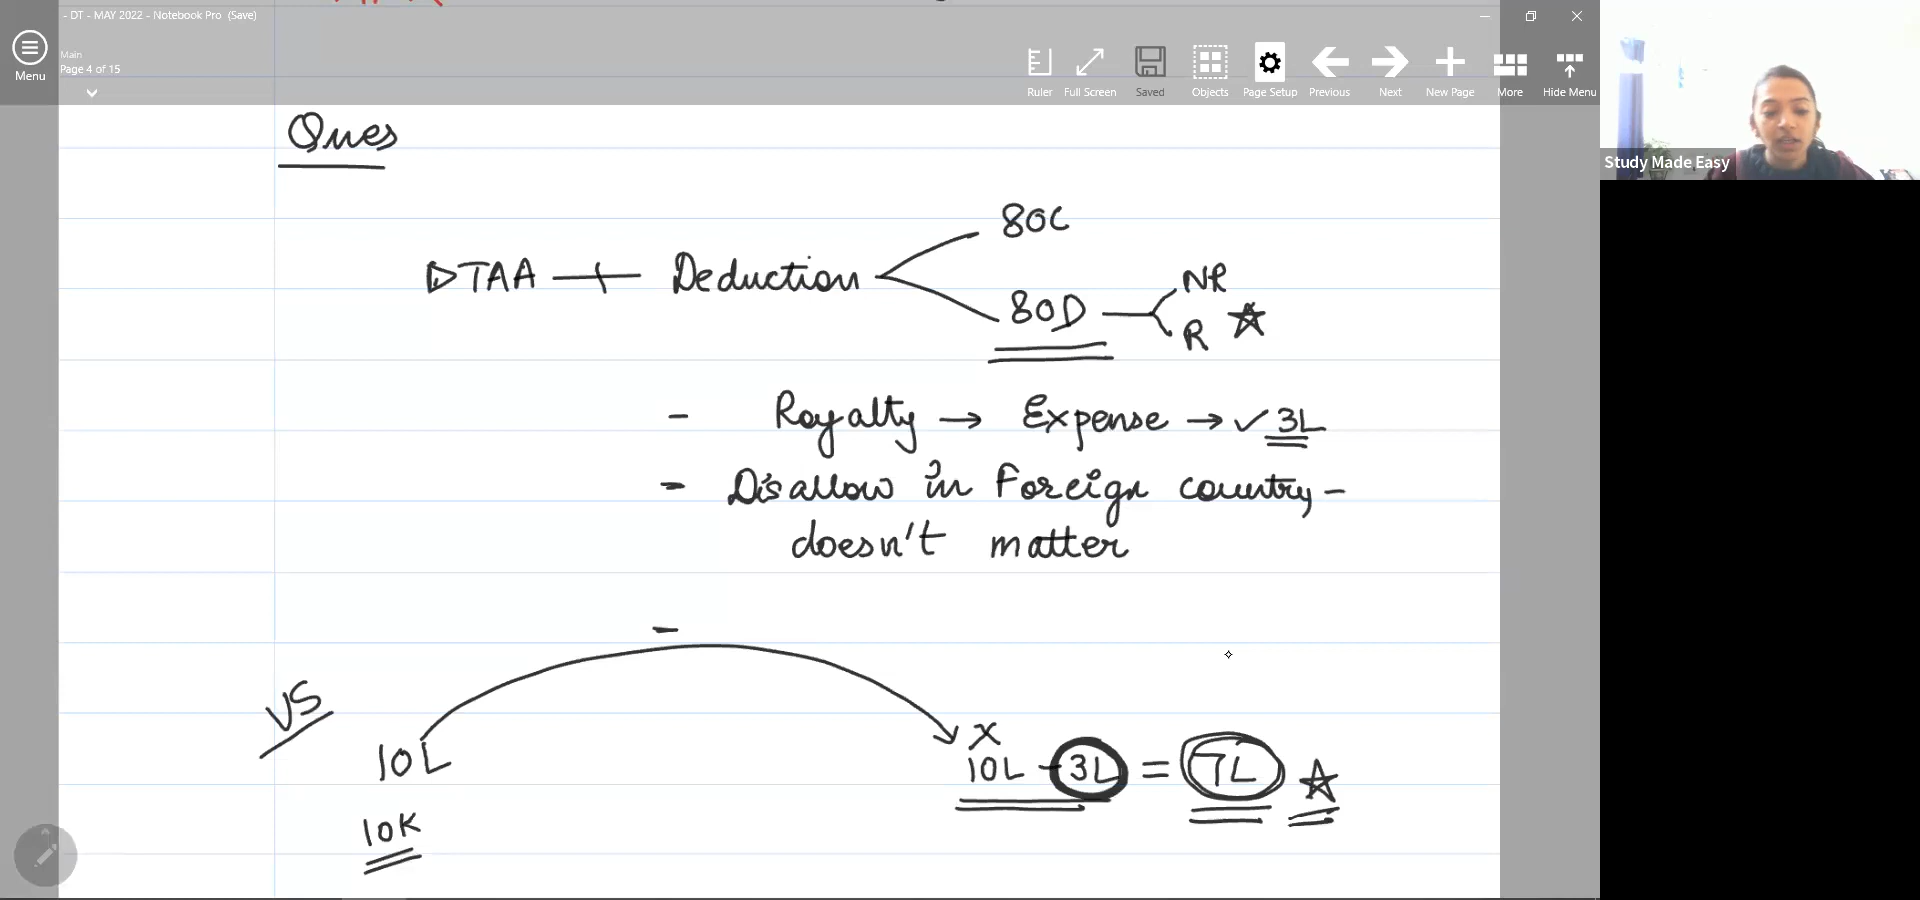 - DT - MAY 2022 - Notebook Pro (Save)
Menu
Main
Page 4 of 15
Ruler Full Screen Saved Objects Page Setup Previous Next New Page More Hide Menu
Study Made Easy
Ques
DTAA + Deduction
80C
80D
NR
R
- Royalty → Expense → ✓ 3L
- Disallow in Foreign country -
doesn't matter
-
VS
10L
10K
X
10L - 3L = 7L